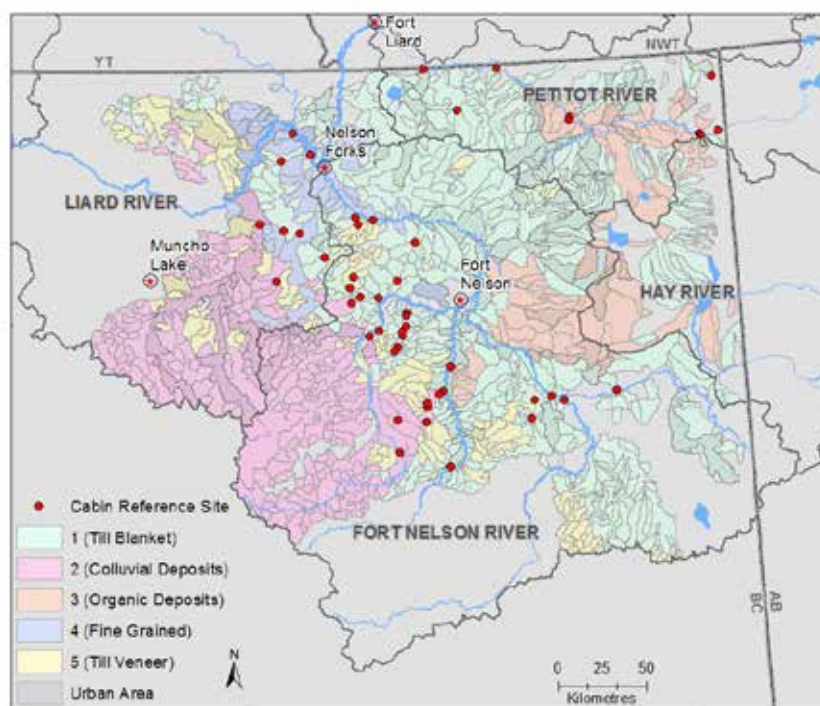 Fort
Liard
YT
NWT
PETITOT RIVER
Nelson
Forks
LIARD RIVER
Muncho
Lake
Fort
Nelson
HAY RIVER
FORT NELSON RIVER
Cabin Reference Site
1 (Till Blanket)
2 (Colluvial Deposits)
3 (Organic Deposits)
4 (Fine Grained)
5 (Till Veneer)
Urban Area
N
0 25 50
Kilometres
BC
AB